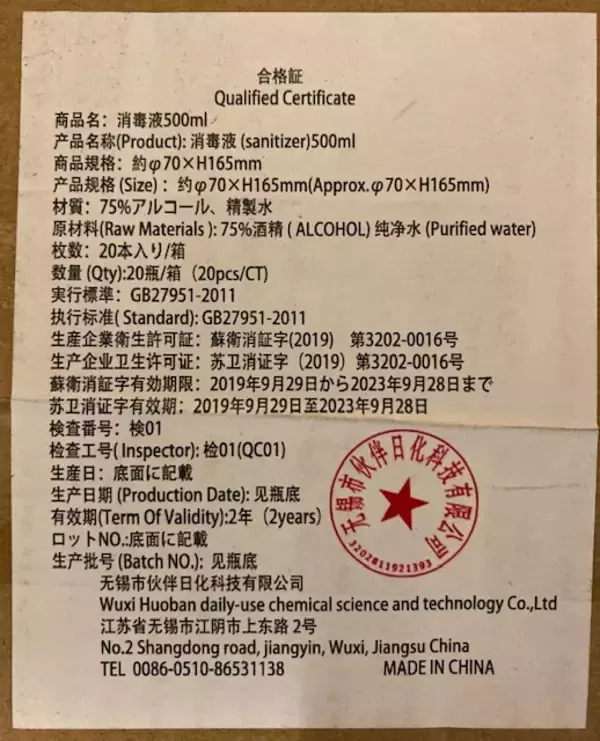 合格証
Qualified Certificate
商品名：消毒液500ml
产品名称(Product): 消毒液 (sanitizer)500ml
商品規格：約φ70×H165mm
产品规格 (Size) ：约φ70×H165mm(Approx.φ70×H165mm)
材質：75%アルコール、精製水
原材料(Raw Materials ): 75%酒精 ( ALCOHOL) 纯净水 (Purified water)
枚数：20本入り/箱
数量 (Qty):20瓶/箱（20pcs/CT)
実行標準：GB27951-2011
执行标准( Standard): GB27951-2011
生産企業衛生許可証：蘇衛消証字(2019)　第3202-0016号
生产企业卫生许可证：苏卫消证字（2019）第3202-0016号
蘇衛消証字有効期限：2019年9月29日から2023年9月28日まで
苏卫消证字有效期：2019年9月29日至2023年9月28日
検査番号：検01
检查工号( Inspector): 检01(QC01)
生産日：底面に記載
生产日期 (Production Date): 见瓶底
有效期(Term Of Validity):2年（2years）
ロットNO.:底面に記載
生产批号 (Batch NO.)：见瓶底
无锡市伙伴日化科技有限公司
Wuxi Huoban daily-use chemical science and technology Co.,Ltd
江苏省无锡市江阴市上东路 2号
No.2 Shangdong road, jiangyin, Wuxi, Jiangsu China
TEL 0086-0510-86531138 MADE IN CHINA
无锡市伙伴日化科技有限公司
3202811921393